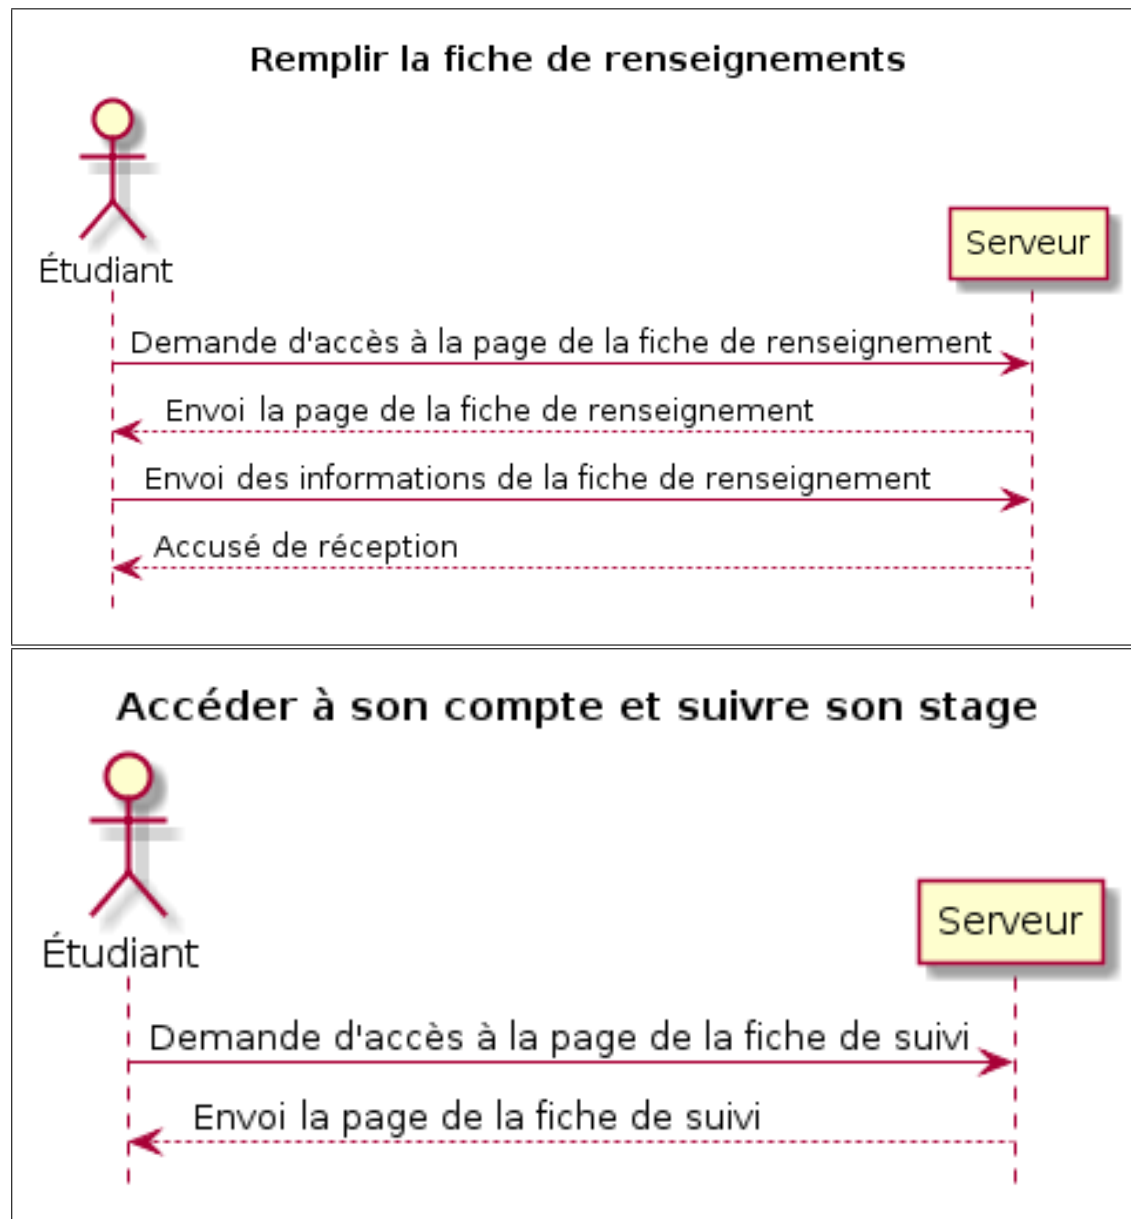 Remplir la fiche de renseignements
Étudiant
Serveur
Demande d'accès à la page de la fiche de renseignement
Envoi la page de la fiche de renseignement
Envoi des informations de la fiche de renseignement
Accusé de réception
Accéder à son compte et suivre son stage
Étudiant
Serveur
Demande d'accès à la page de la fiche de suivi
Envoi la page de la fiche de suivi